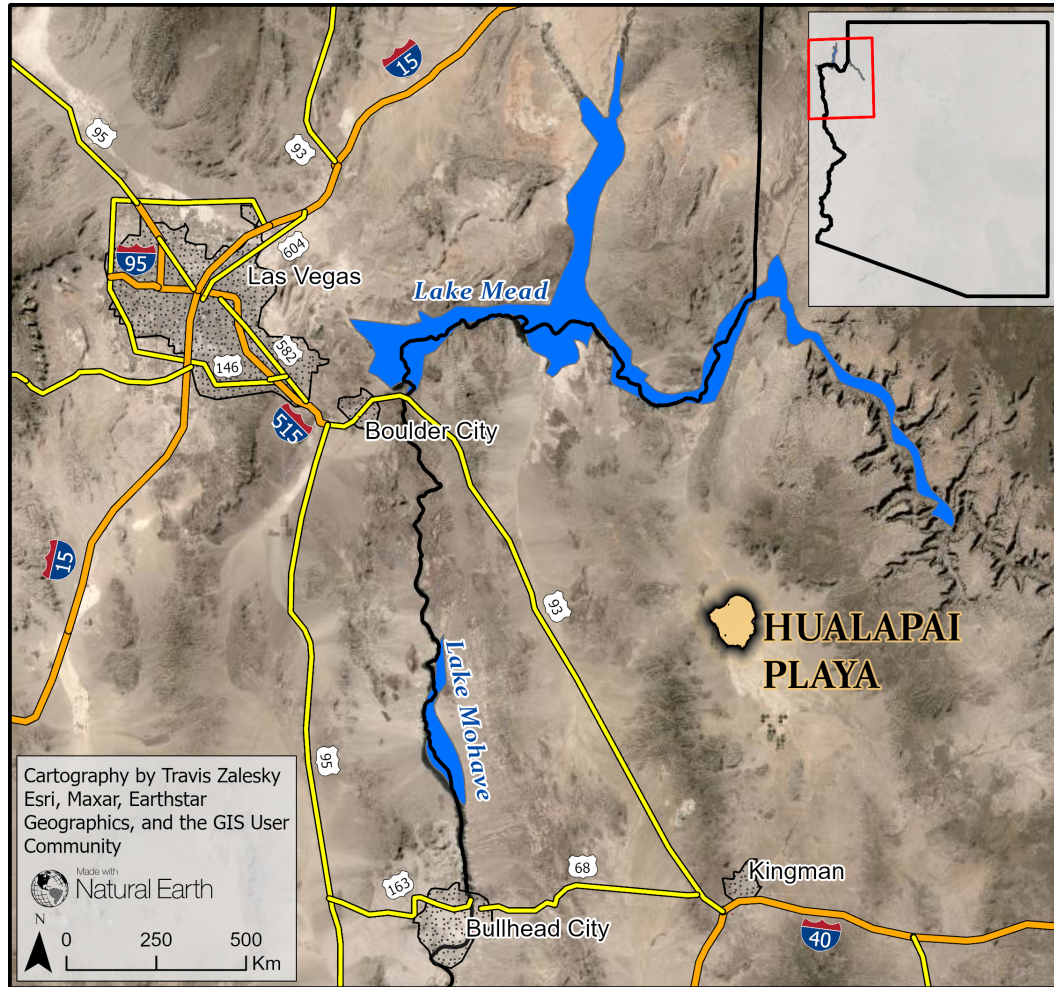 15
95
93
604
95
Las Vegas
Lake Mead
582
146
515
Boulder City
15
93
HUALAPAI
PLAYA
Lake Mohave
95
Cartography by Travis Zalesky
Esri, Maxar, Earthstar
Geographics, and the GIS User
Community
Made with
Natural Earth
N
0 250 500
Km
163
68
Kingman
Bullhead City
40